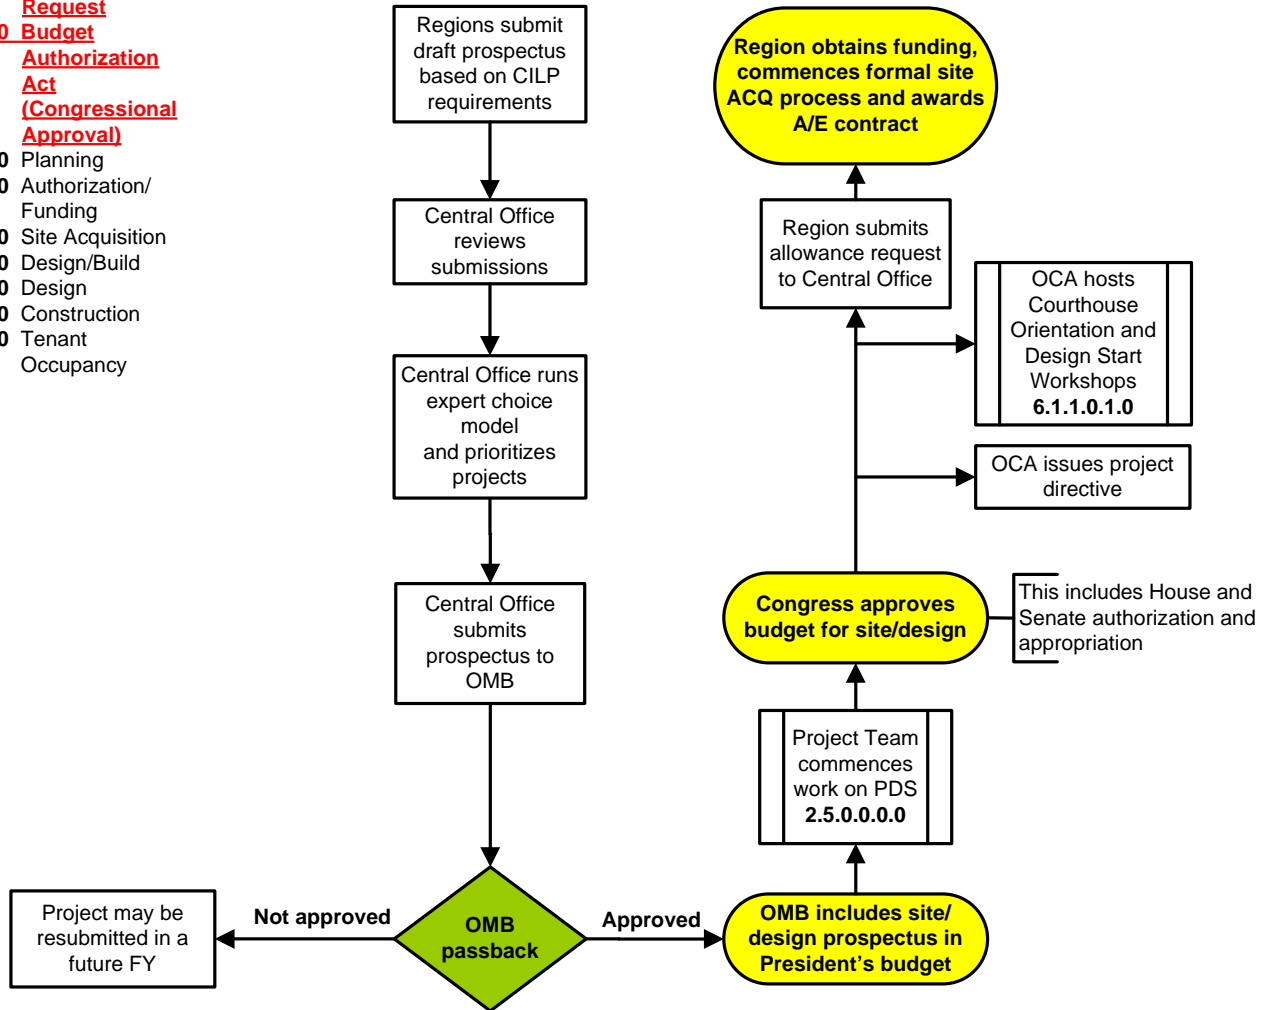 Request
0 Budget
Authorization
Act
(Congressional
Approval)
0 Planning
0 Authorization/
Funding
0 Site Acquisition
0 Design/Build
0 Design
0 Construction
0 Tenant
Occupancy
Regions submit
draft prospectus
based on CILP
requirements
Central Office
reviews
submissions
Central Office runs
expert choice
model
and prioritizes
projects
Central Office
submits
prospectus to
OMB
OMB
passback
Not approved
Project may be
resubmitted in a
future FY
Approved
OMB includes site/
design prospectus in
President’s budget
Project Team
commences
work on PDS
2.5.0.0.0.0
Congress approves
budget for site/design
This includes House and
Senate authorization and
appropriation
OCA issues project
directive
OCA hosts
Courthouse
Orientation and
Design Start
Workshops
6.1.1.0.1.0
Region submits
allowance request
to Central Office
Region obtains funding,
commences formal site
ACQ process and awards
A/E contract